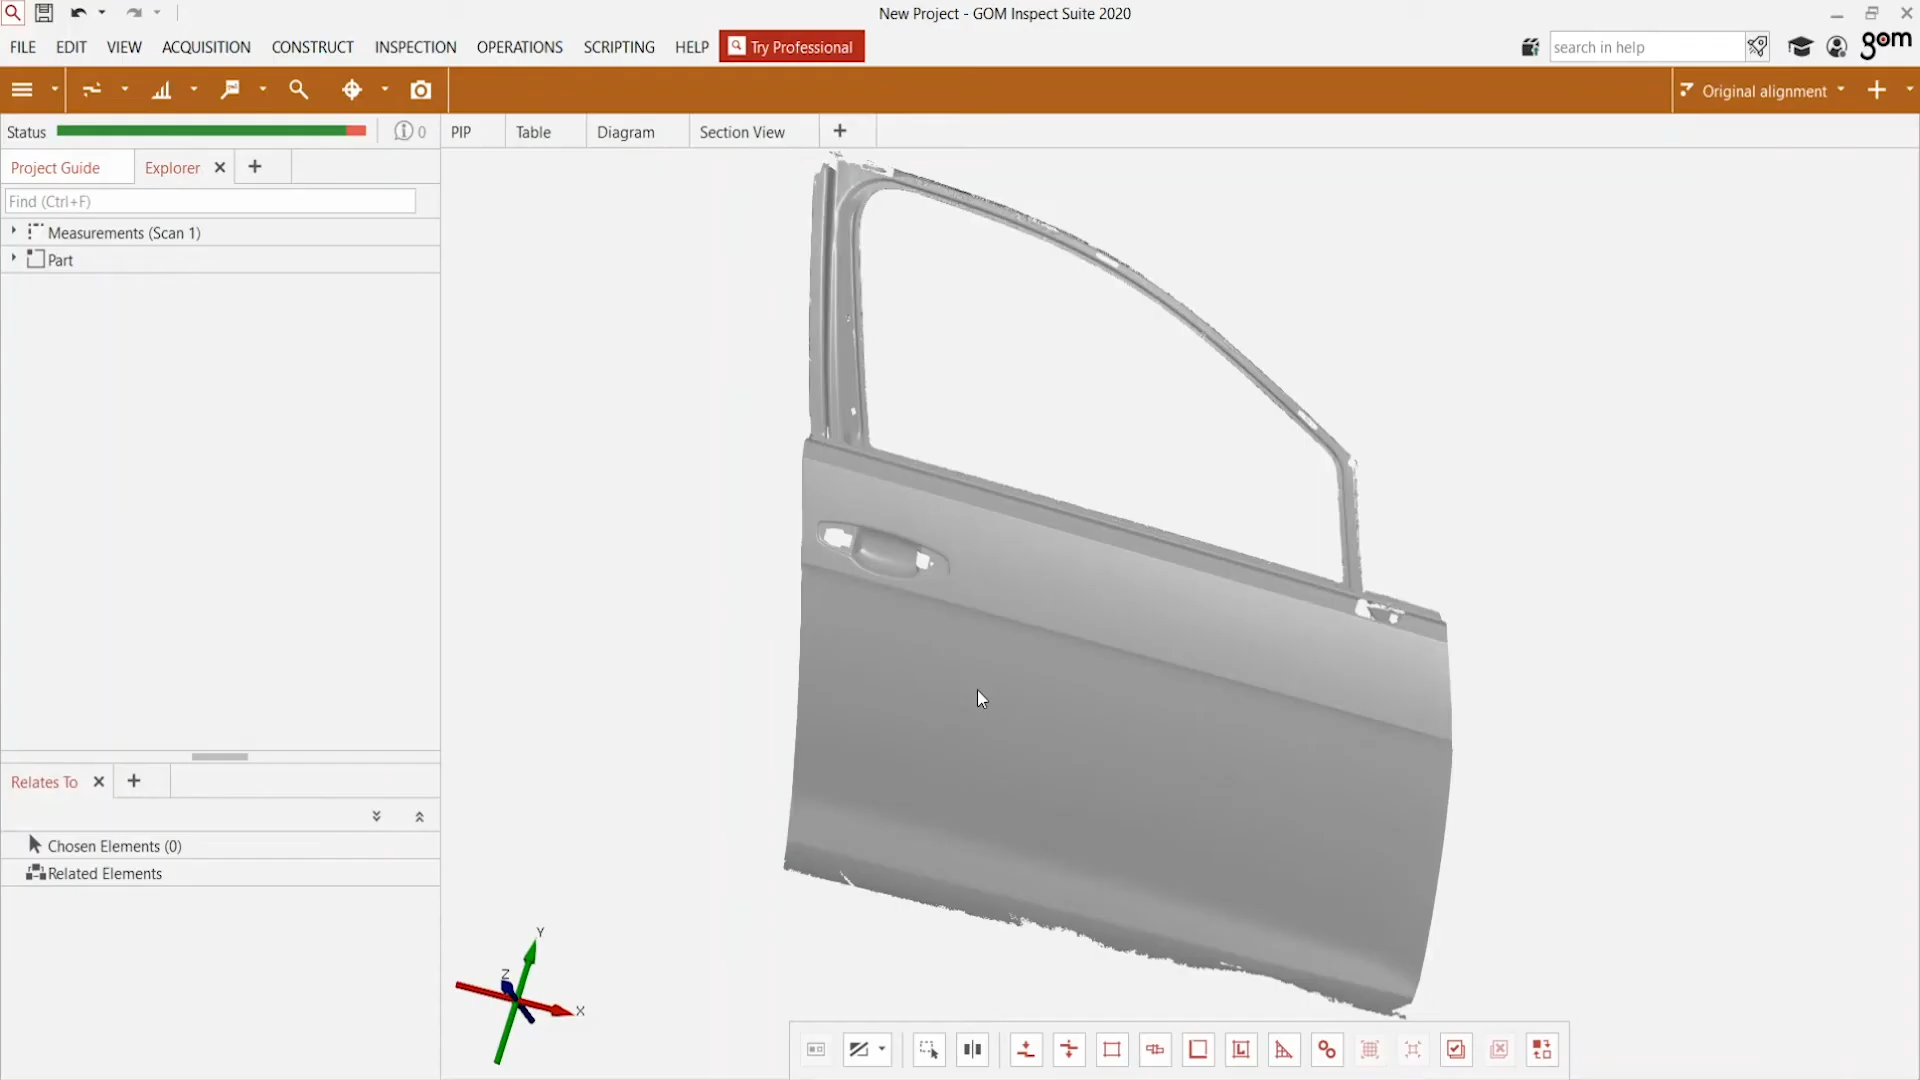 New Project - GOM Inspect Suite 2020
FILE EDIT VIEW ACQUISITION CONSTRUCT INSPECTION OPERATIONS SCRIPTING HELP Try Professional
search in help
gom
Original alignment
Status
0
PIP Table Diagram Section View
Project Guide Explorer
Find (Ctrl+F)
Measurements (Scan 1)
Part
Relates To
Chosen Elements (0)
Related Elements
Y
Z
X